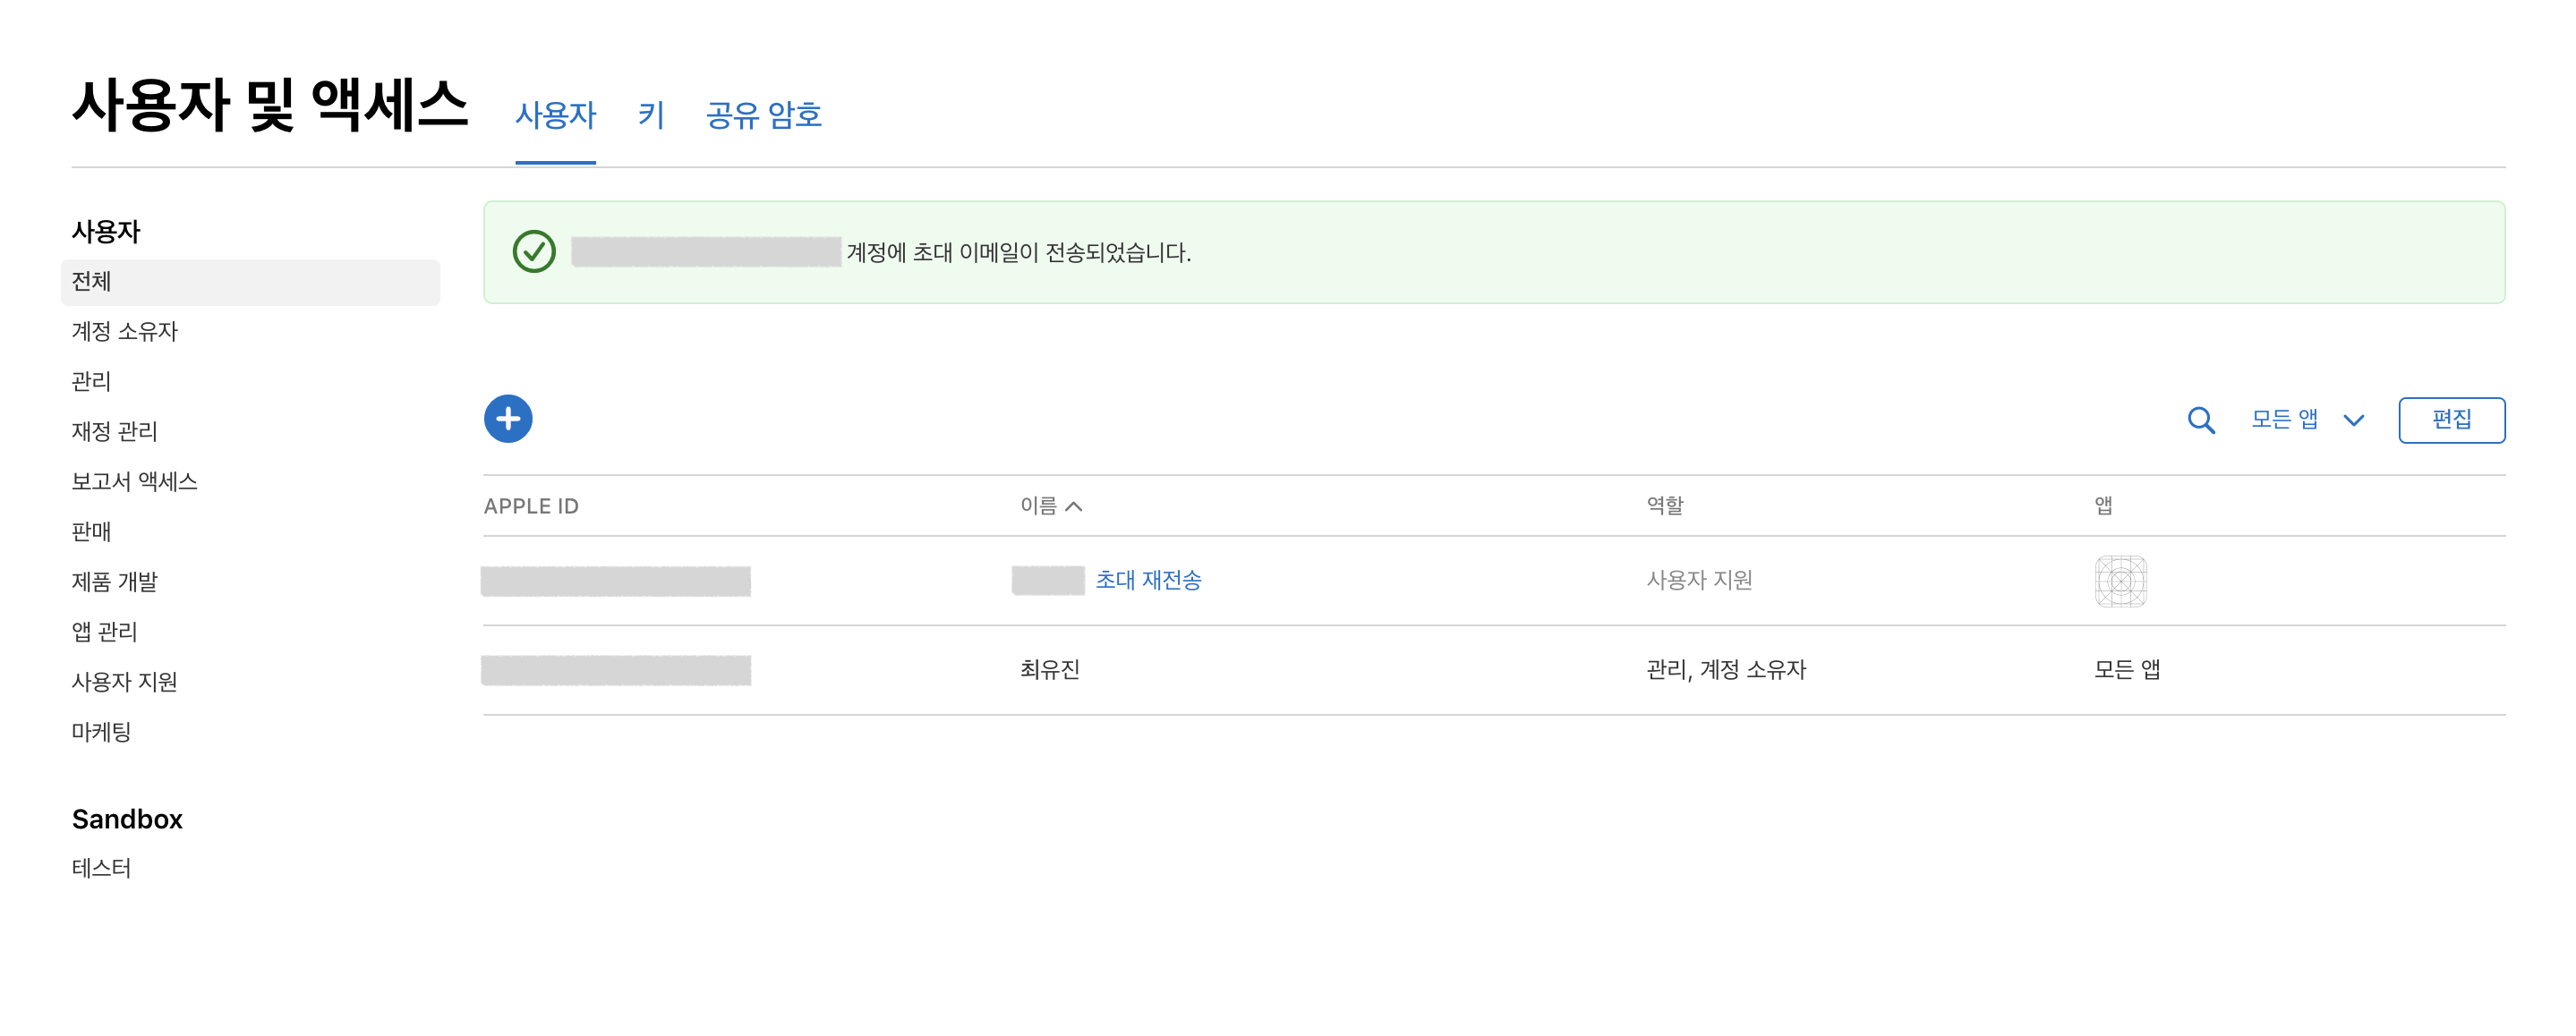 사용자 및 액세스 사용자 키 공유 암호
사용자
전체
계정 소유자
관리
재정 관리
보고서 액세스
판매
제품 개발
앱 관리
사용자 지원
마케팅
Sandbox
테스터
계정에 초대 이메일이 전송되었습니다.
모든 앱 편집
APPLE ID 이름 역할 앱
초대 재전송 사용자 지원
최유진 관리, 계정 소유자 모든 앱